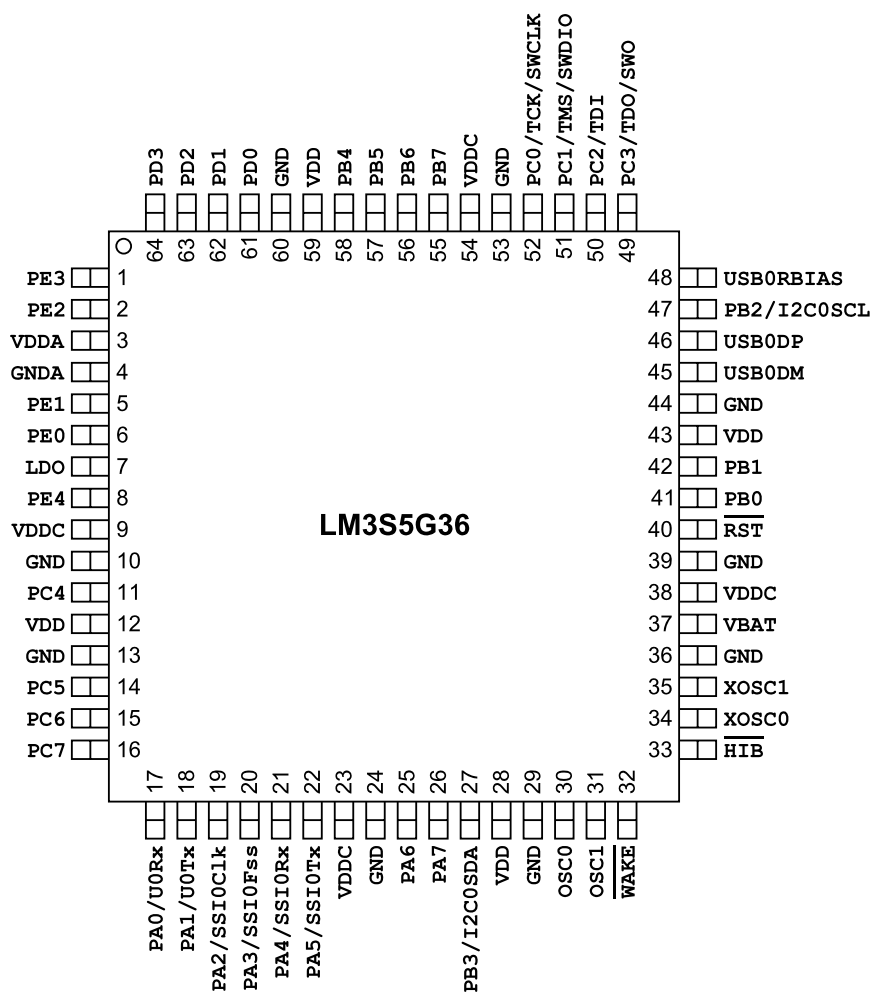 PD3
PD2
PD1
PD0
GND
VDD
PB4
PB5
PB6
PB7
VDDC
GND
PC0/TCK/SWCLK
PC1/TMS/SWDIO
PC2/TDI
PC3/TDO/SWO
64
63
62
61
60
59
58
57
56
55
54
53
52
51
50
49
PE3 1
PE2 2
VDDA 3
GNDA 4
PE1 5
PE0 6
LDO 7
PE4 8
VDDC 9
GND 10
PC4 11
VDD 12
GND 13
PC5 14
PC6 15
PC7 16
LM3S5G36
48 USB0RBIAS
47 PB2/I2C0SCL
46 USB0DP
45 USB0DM
44 GND
43 VDD
42 PB1
41 PB0
40 RST
39 GND
38 VDDC
37 VBAT
36 GND
35 XOSC1
34 XOSC0
33 HIB
17
18
19
20
21
22
23
24
25
26
27
28
29
30
31
32
PA0/U0Rx
PA1/U0Tx
PA2/SSI0Clk
PA3/SSI0Fss
PA4/SSI0Rx
PA5/SSI0Tx
VDDC
GND
PA6
PA7
PB3/I2C0SDA
VDD
GND
OSC0
OSC1
WAKE